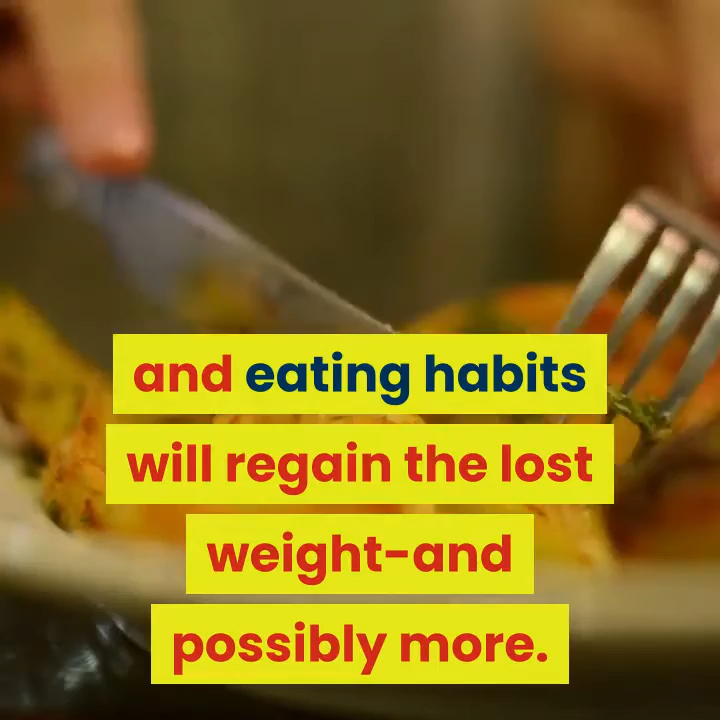 and eating habits
will regain the lost
weight-and
possibly more.